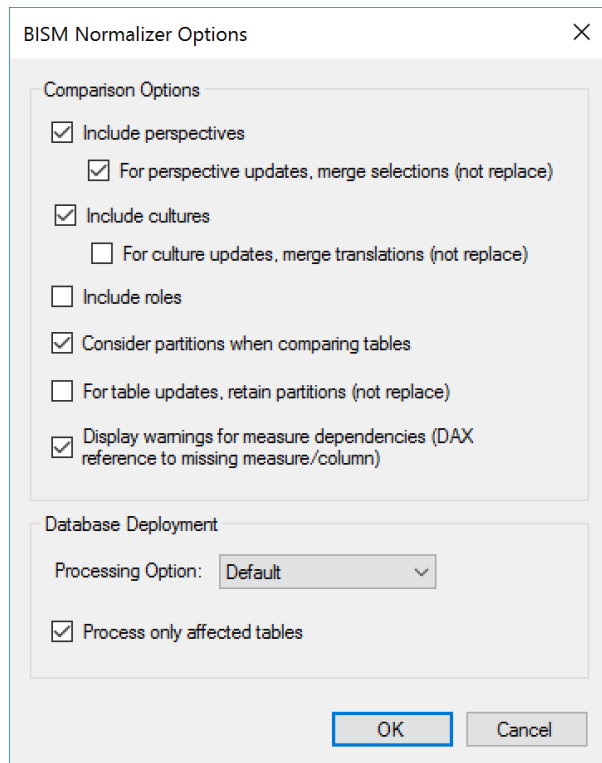 BISM Normalizer Options
Comparison Options
Include perspectives
For perspective updates, merge selections (not replace)
Include cultures
For culture updates, merge translations (not replace)
Include roles
Consider partitions when comparing tables
For table updates, retain partitions (not replace)
Display warnings for measure dependencies (DAX
reference to missing measure/column)
Database Deployment
Processing Option: Default
Process only affected tables
OK Cancel